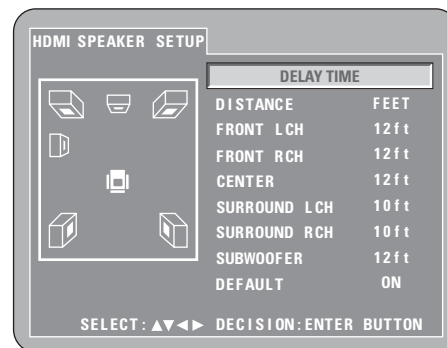 HDMI SPEAKER SETUP
DELAY TIME
DISTANCE FEET
FRONT LCH 12ft
FRONT RCH 12ft
CENTER 12ft
SURROUND LCH 10ft
SURROUND RCH 10ft
SUBWOOFER 12ft
DEFAULT ON
SELECT:▲▼◄► DECISION:ENTER BUTTON